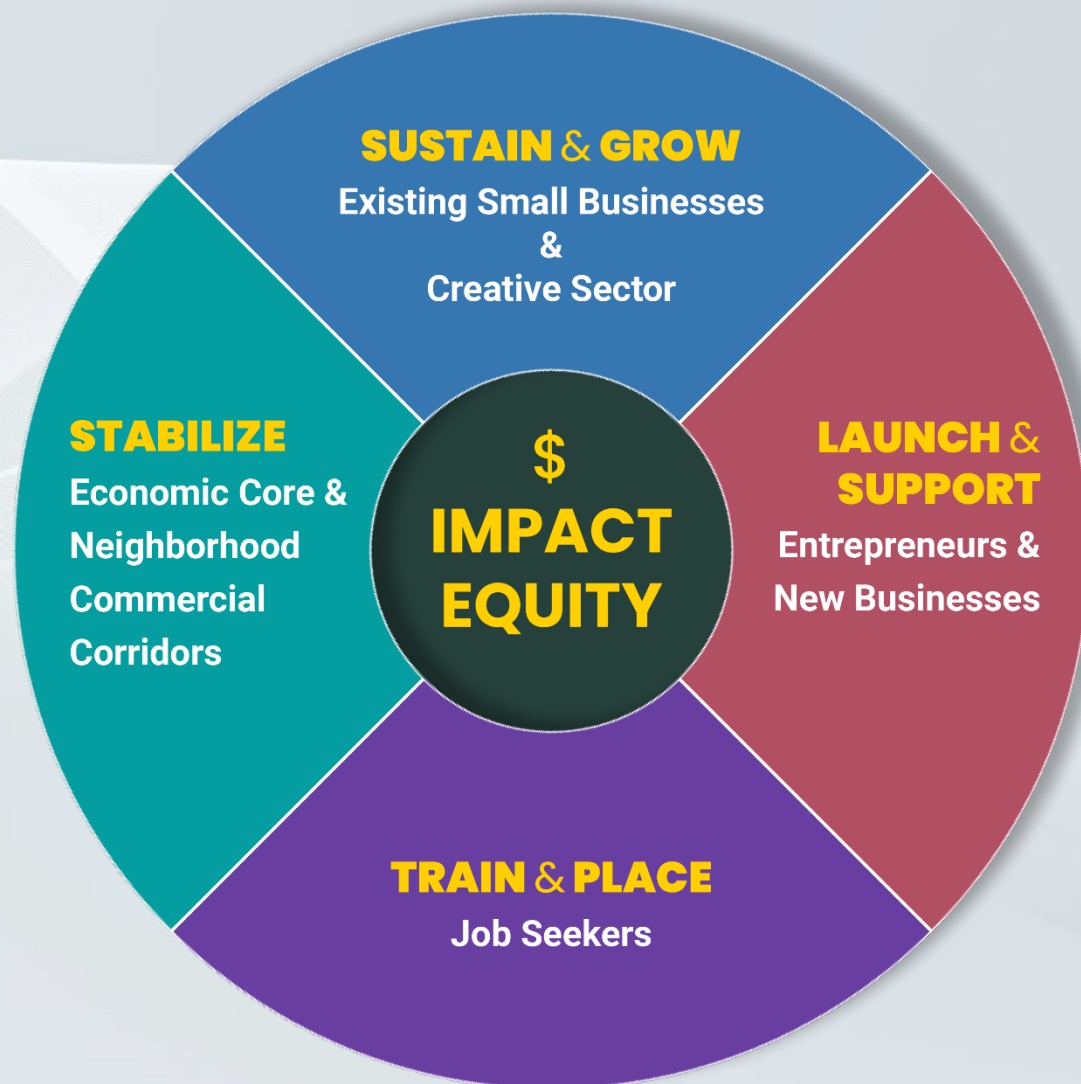 SUSTAIN & GROW
Existing Small Businesses
&
Creative Sector
STABILIZE
Economic Core &
Neighborhood
Commercial
Corridors
$
IMPACT
EQUITY
LAUNCH &
SUPPORT
Entrepreneurs &
New Businesses
TRAIN & PLACE
Job Seekers